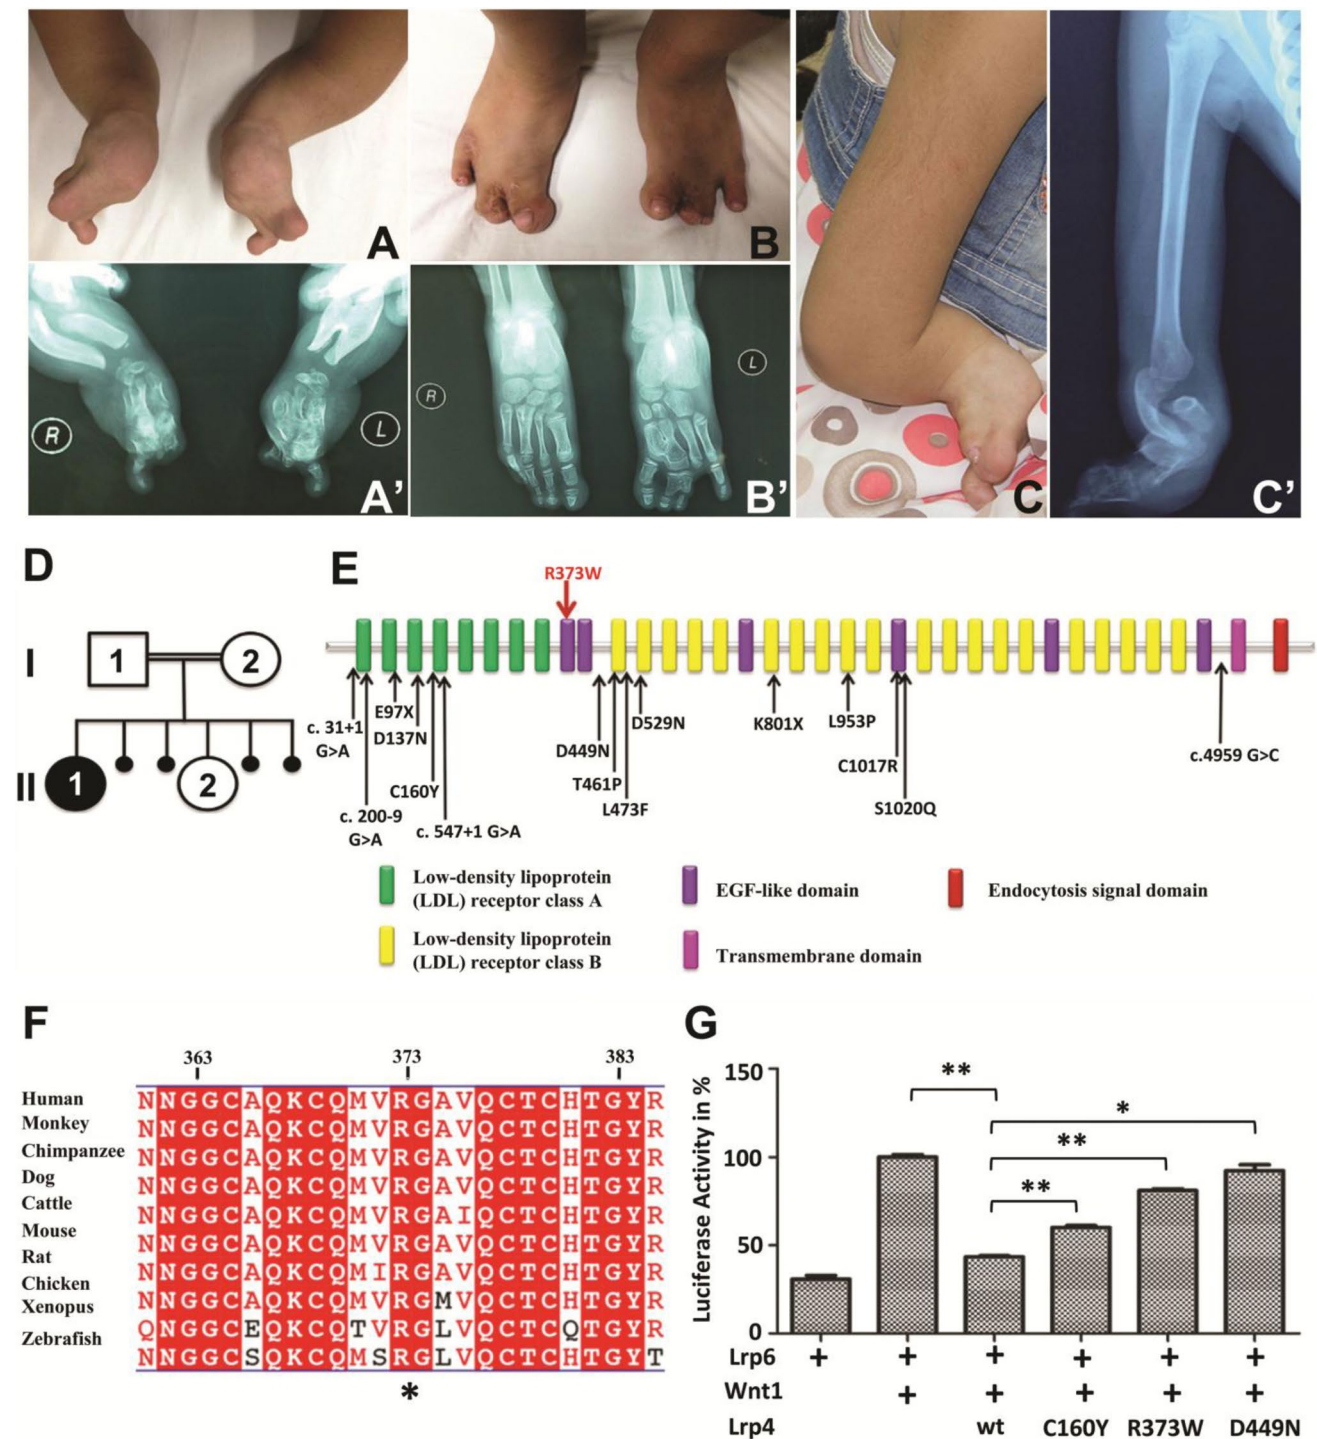 A
B
C
R
L
A'
R
L
B'
C'
D
E
R373W
I
1
2
c. 31+1
G>A
E97X
D137N
C160Y
c. 200-9
G>A
c. 547+1 G>A
D449N
T461P
L473F
D529N
K801X
L953P
C1017R
S1020Q
c.4959 G>C
II
1
2
Low-density lipoprotein
(LDL) receptor class A
EGF-like domain
Endocytosis signal domain
Low-density lipoprotein
(LDL) receptor class B
Transmembrane domain
F
363 373 383
Human
Monkey
Chimpanzee
Dog
Cattle
Mouse
Rat
Chicken
Xenopus
Zebrafish
NNGGCAQKCQMVRGAVQCTCHTGYR
NNGGCAQKCQMVRGAVQCTCHTGYR
NNGGCAQKCQMVRGAVQCTCHTGYR
NNGGCAQKCQMVRGAVQCTCHTGYR
NNGGCAQKCQMVRGAIQCTCHTGYR
NNGGCAQKCQMVRGAVQCTCHTGYR
NNGGCAQKCQMIRGAVQCTCHTGYR
NNGGCAQKCQMVRGMVQCTCHTGYR
QNGGCEQKCQTVRGLVQCTCQTGYR
NNGGCSQKCQMSRGLVQCTCHTGYT
*
G
Luciferase Activity in %
150
100
50
0
**
*
**
**
Lrp6 + + + + + +
Wnt1 + + + + +
Lrp4 wt C160Y R373W D449N